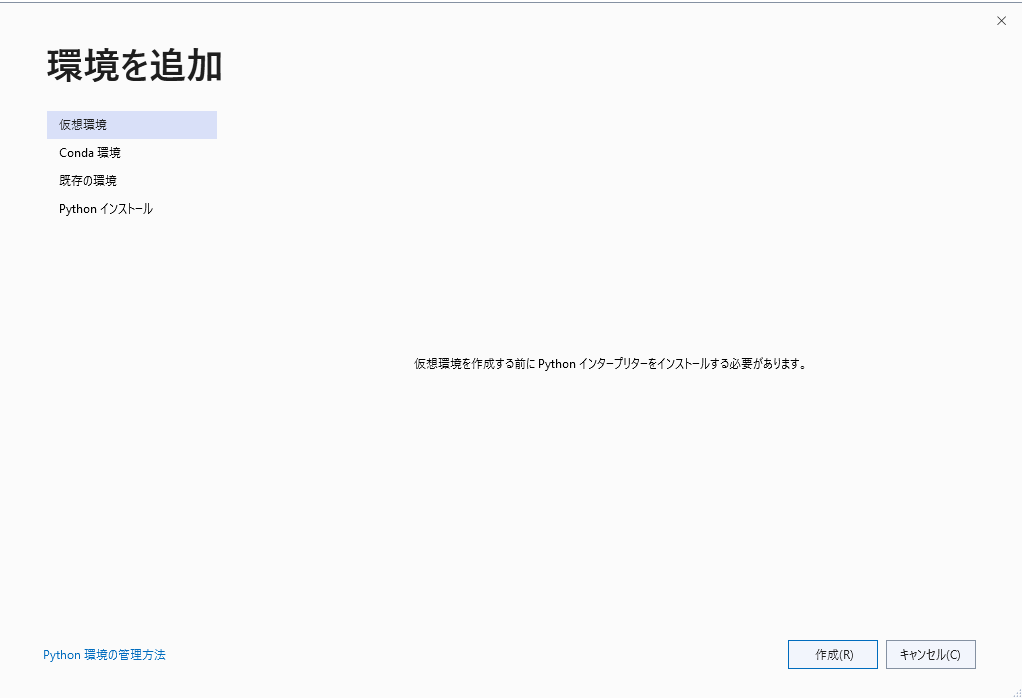 環境を追加
仮想環境
Conda 環境
既存の環境
Python インストール
仮想環境を作成する前に Python インタープリターをインストールする必要があります。
Python 環境の管理方法
作成(R)
キャンセル(C)